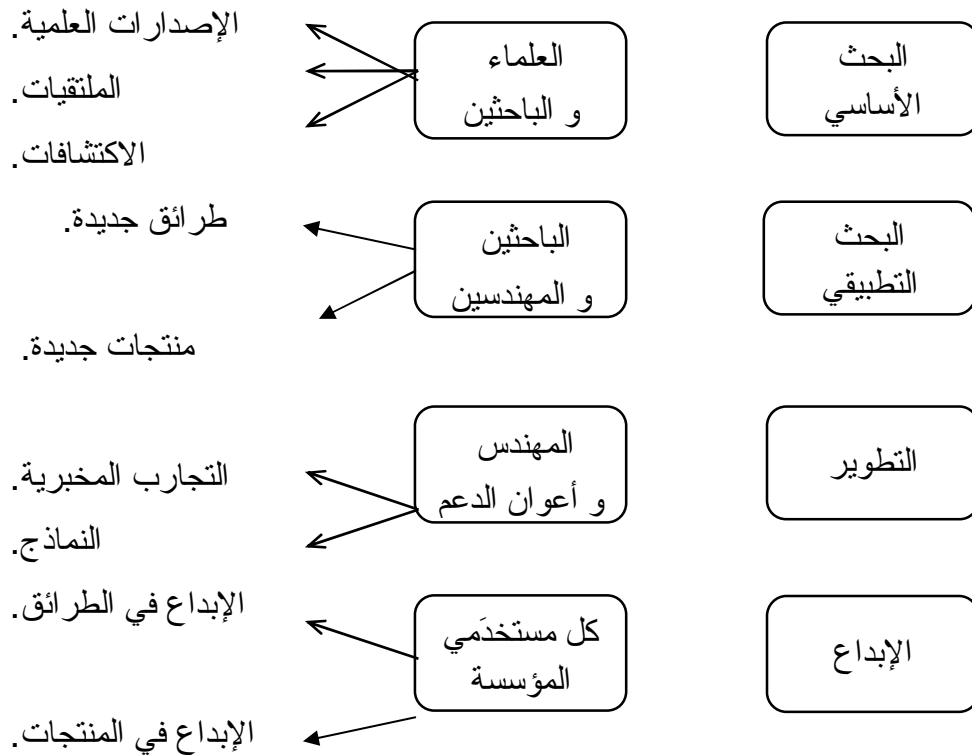 البحث
الأساسي
العلماء
و الباحثين
الإصدارات العلمية.
الملتقيات.
الاكتشافات.
البحث
التطبيقي
الباحثين
و المهندسين
طرائق جديدة.
منتجات جديدة.
التطوير
المهندس
و أعوان الدعم
التجارب المخبرية.
النماذج.
الإبداع
كل مستخدَمي
المؤسسة
الإبداع في الطرائق.
الإبداع في المنتجات.